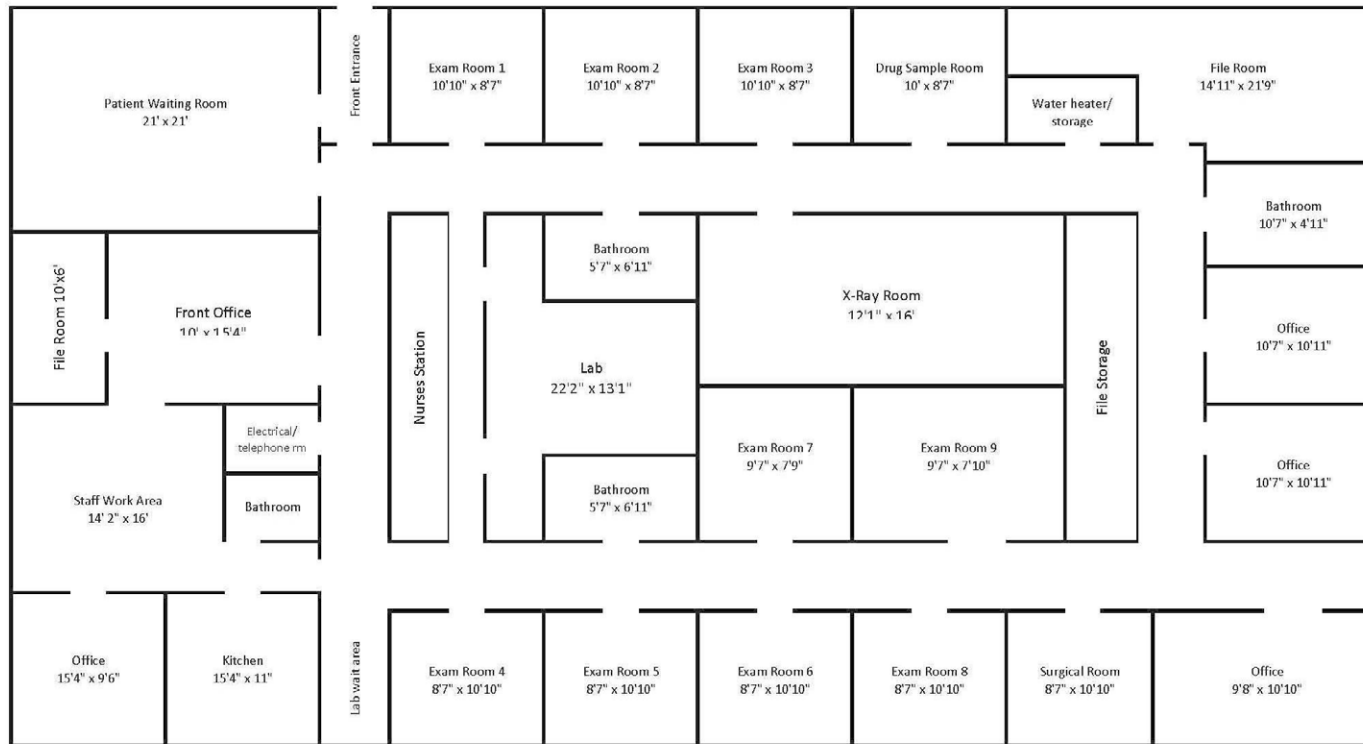 Patient Waiting Room
21' x 21'
Front Entrance
Exam Room 1
10'10" x 8'7"
Exam Room 2
10'10" x 8'7"
Exam Room 3
10'10" x 8'7"
Drug Sample Room
10' x 8'7"
Water heater/
storage
File Room
14'11" x 21'9"
Bathroom
10'7" x 4'11"
File Room 10'x6'
Front Office
10' x 15'4"
Nurses Station
Bathroom
5'7" x 6'11"
Lab
22'2" x 13'1"
X-Ray Room
12'1" x 16'
File Storage
Office
10'7" x 10'11"
Electrical/
telephone rm
Bathroom
Staff Work Area
14' 2" x 16'
Bathroom
5'7" x 6'11"
Exam Room 7
9'7" x 7'9"
Exam Room 9
9'7" x 7'10"
Office
10'7" x 10'11"
Office
15'4" x 9'6"
Kitchen
15'4" x 11"
Lab wait area
Exam Room 4
8'7" x 10'10"
Exam Room 5
8'7" x 10'10"
Exam Room 6
8'7" x 10'10"
Exam Room 8
8'7" x 10'10"
Surgical Room
8'7" x 10'10"
Office
9'8" x 10'10"